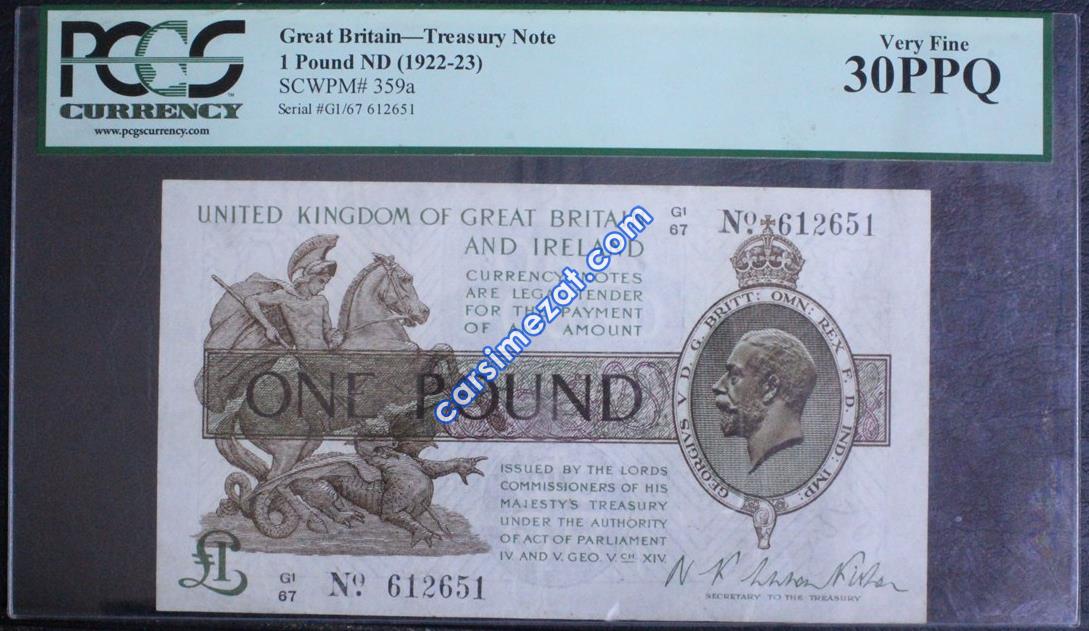 PCGS
CURRENCY
www.pcgscurrency.com
Great Britain—Treasury Note
1 Pound ND (1922-23)
SCWPM# 359a
Serial #G1/67 612651
Very Fine
30PPQ
UNITED KINGDOM OF GREAT BRITAIN
AND IRELAND
G1
67
Nº 612651
CURRENCY NOTES
ARE LEGAL TENDER
FOR THE PAYMENT
OF AMOUNT
ONE POUND
GEORGIVS V D. G. BRITT: OMN: REX F. D. IND: IMP:
ISSUED BY THE LORDS
COMMISSIONERS OF HIS
MAJESTY'S TREASURY
UNDER THE AUTHORITY
OF ACT OF PARLIAMENT
IV AND V. GEO. V. CH XIV.
£1
G1
67
Nº 612651
SECRETARY TO THE TREASURY
carsimezat.com